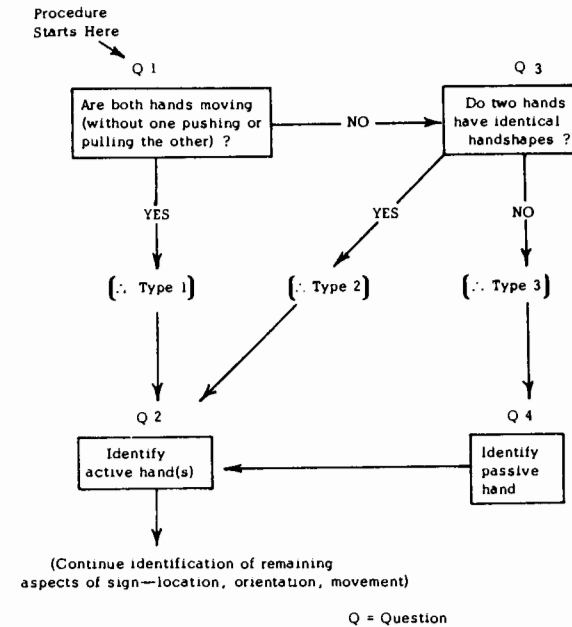 Procedure
Starts Here
Q 1
Q 3
Are both hands moving
(without one pushing or
pulling the other) ?
NO
Do two hands
have identical
handshapes ?
YES
YES
NO
[∴ Type 1]
[∴ Type 2]
[∴ Type 3]
Q 2
Q 4
Identify
active hand(s)
Identify
passive
hand
(Continue identification of remaining
aspects of sign—location, orientation, movement)
Q = Question